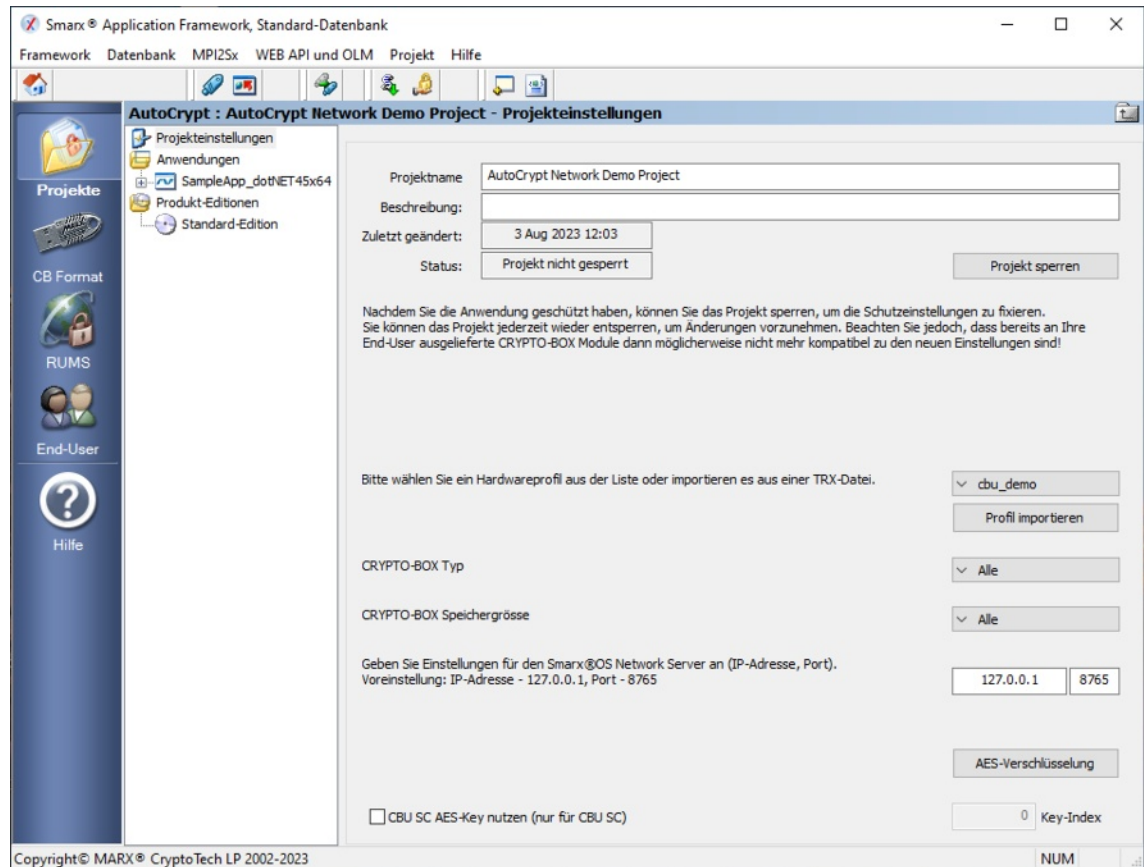 Smarx® Application Framework, Standard-Datenbank
Framework Datenbank MPI2Sx WEB API und OLM Projekt Hilfe
AutoCrypt : AutoCrypt Network Demo Project - Projekteinstellungen
Projekte
CB Format
RUMS
End-User
Hilfe
Projekteinstellungen
Anwendungen
SampleApp_dotNET45x64
Produkt-Editionen
Standard-Edition
Projektname AutoCrypt Network Demo Project
Beschreibung:
Zuletzt geändert: 3 Aug 2023 12:03
Status: Projekt nicht gesperrt Projekt sperren
Nachdem Sie die Anwendung geschützt haben, können Sie das Projekt sperren, um die Schutzeinstellungen zu fixieren.
Sie können das Projekt jederzeit wieder entsperren, um Änderungen vorzunehmen. Beachten Sie jedoch, dass bereits an Ihre
End-User ausgelieferte CRYPTO-BOX Module dann möglicherweise nicht mehr kompatibel zu den neuen Einstellungen sind!
Bitte wählen Sie ein Hardwareprofil aus der Liste oder importieren es aus einer TRX-Datei. cbu_demo
Profil importieren
CRYPTO-BOX Typ Alle
CRYPTO-BOX Speichergrösse Alle
Geben Sie Einstellungen für den Smarx®OS Network Server an (IP-Adresse, Port).
Voreinstellung: IP-Adresse - 127.0.0.1, Port - 8765 127.0.0.1 8765
AES-Verschlüsselung
CBU SC AES-Key nutzen (nur für CBU SC) 0 Key-Index
Copyright© MARX® CryptoTech LP 2002-2023 NUM